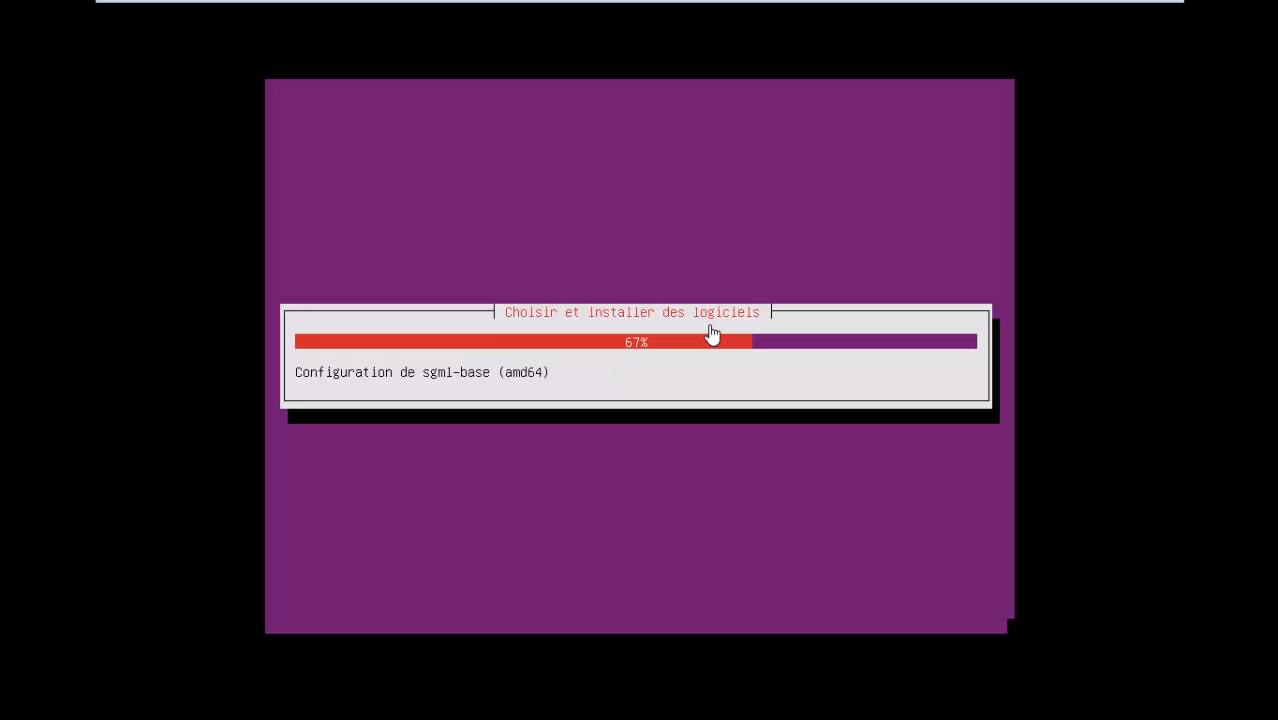 Choisir et installer des logiciels
67%
Configuration de sgml-base (amd64)